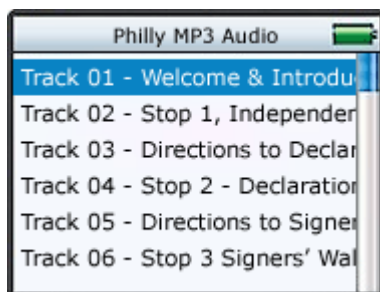 Philly MP3 Audio
Track 01 - Welcome & Introdu
Track 02 - Stop 1, Independen
Track 03 - Directions to Declar
Track 04 - Stop 2 - Declaration
Track 05 - Directions to Signer
Track 06 - Stop 3 Signers' Wal